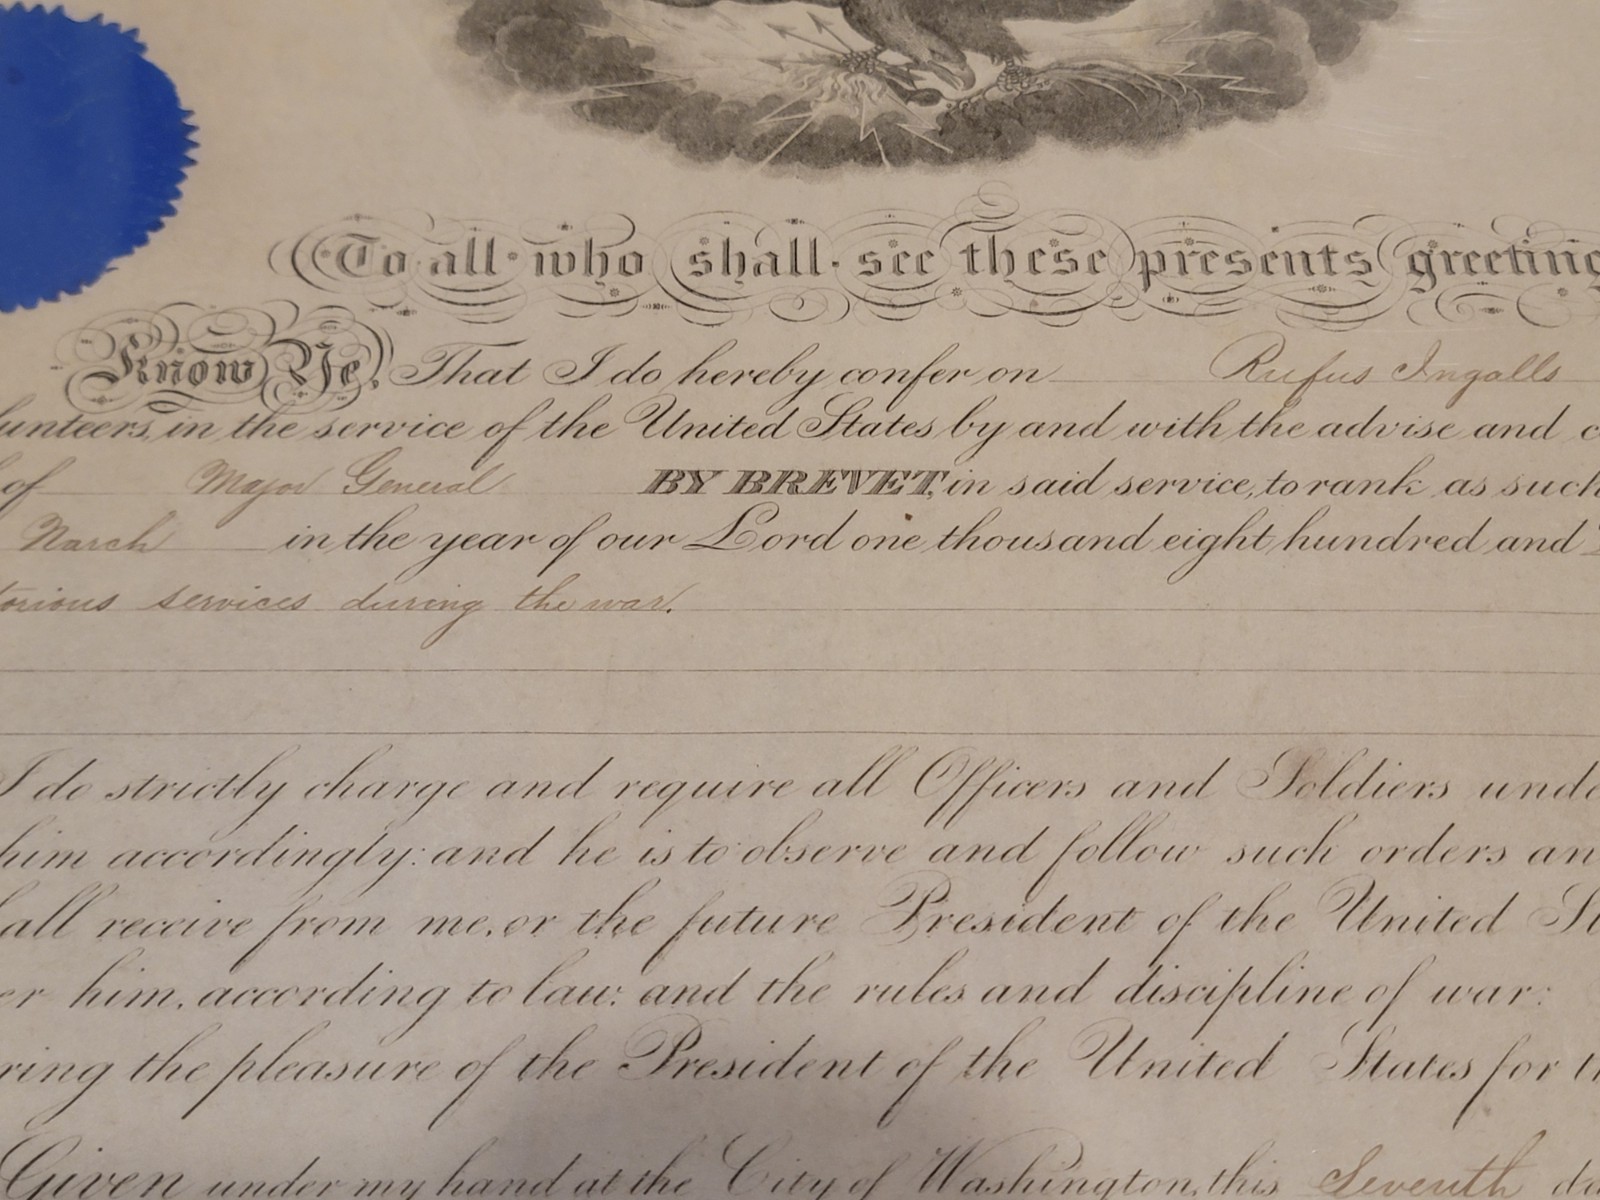 To all who shall see these presents greeting
Know Ye, That I do hereby confer on Rufus Ingalls
unteers, in the service of the United States by and with the advise and c
of Major General BY BREVET, in said service, to rank as such
March in the year of our Lord one thousand eight hundred and
torious services during the war.
I do strictly charge and require all Officers and Soldiers unde
him accordingly: and he is to observe and follow such orders an
all receive from me, or the future President of the United St
er him, according to law: and the rules and discipline of war:
ring the pleasure of the President of the United States for t
Given under my hand at the City of Washington, this Seventh da